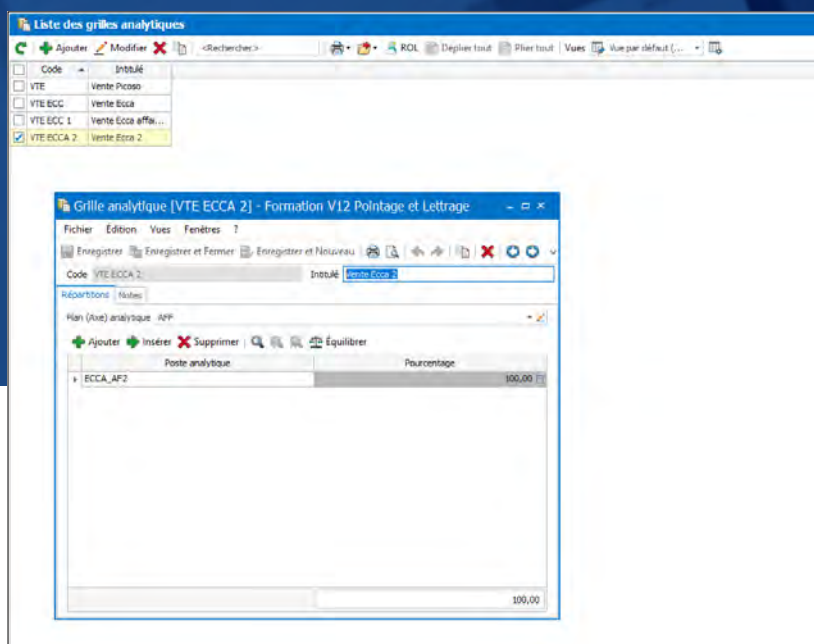 Liste des grilles analytiques
Ajouter Modifier <Rechercher> ROL Déplier tout Plier tout Vues Vue par défaut (...
Code Intitulé
VTE Vente Picoso
VTE ECC Vente Ecca
VTE ECC 1 Vente Ecca affai...
VTE ECCA 2 Vente Ecca 2
Grille analytique [VTE ECCA 2] - Formation V12 Pointage et Lettrage
Fichier Édition Vues Fenêtres ?
Enregistrer Enregistrer et Fermer Enregistrer et Nouveau
Code VTE ECCA 2 Intitulé Vente Ecca 2
Répartitions Notes
Plan (Axe) analytique AFF
Ajouter Insérer Supprimer Équilibrer
Poste analytique Pourcentage
ECCA_AF2 100,00
100,00